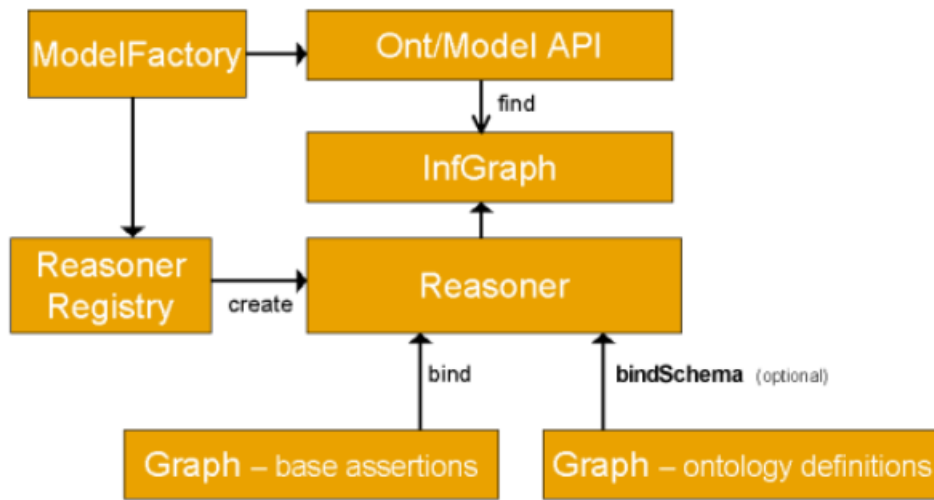 ModelFactory
Ont/Model API
find
InfGraph
Reasoner
Registry
create
Reasoner
bind
bindSchema (optional)
Graph – base assertions
Graph – ontology definitions